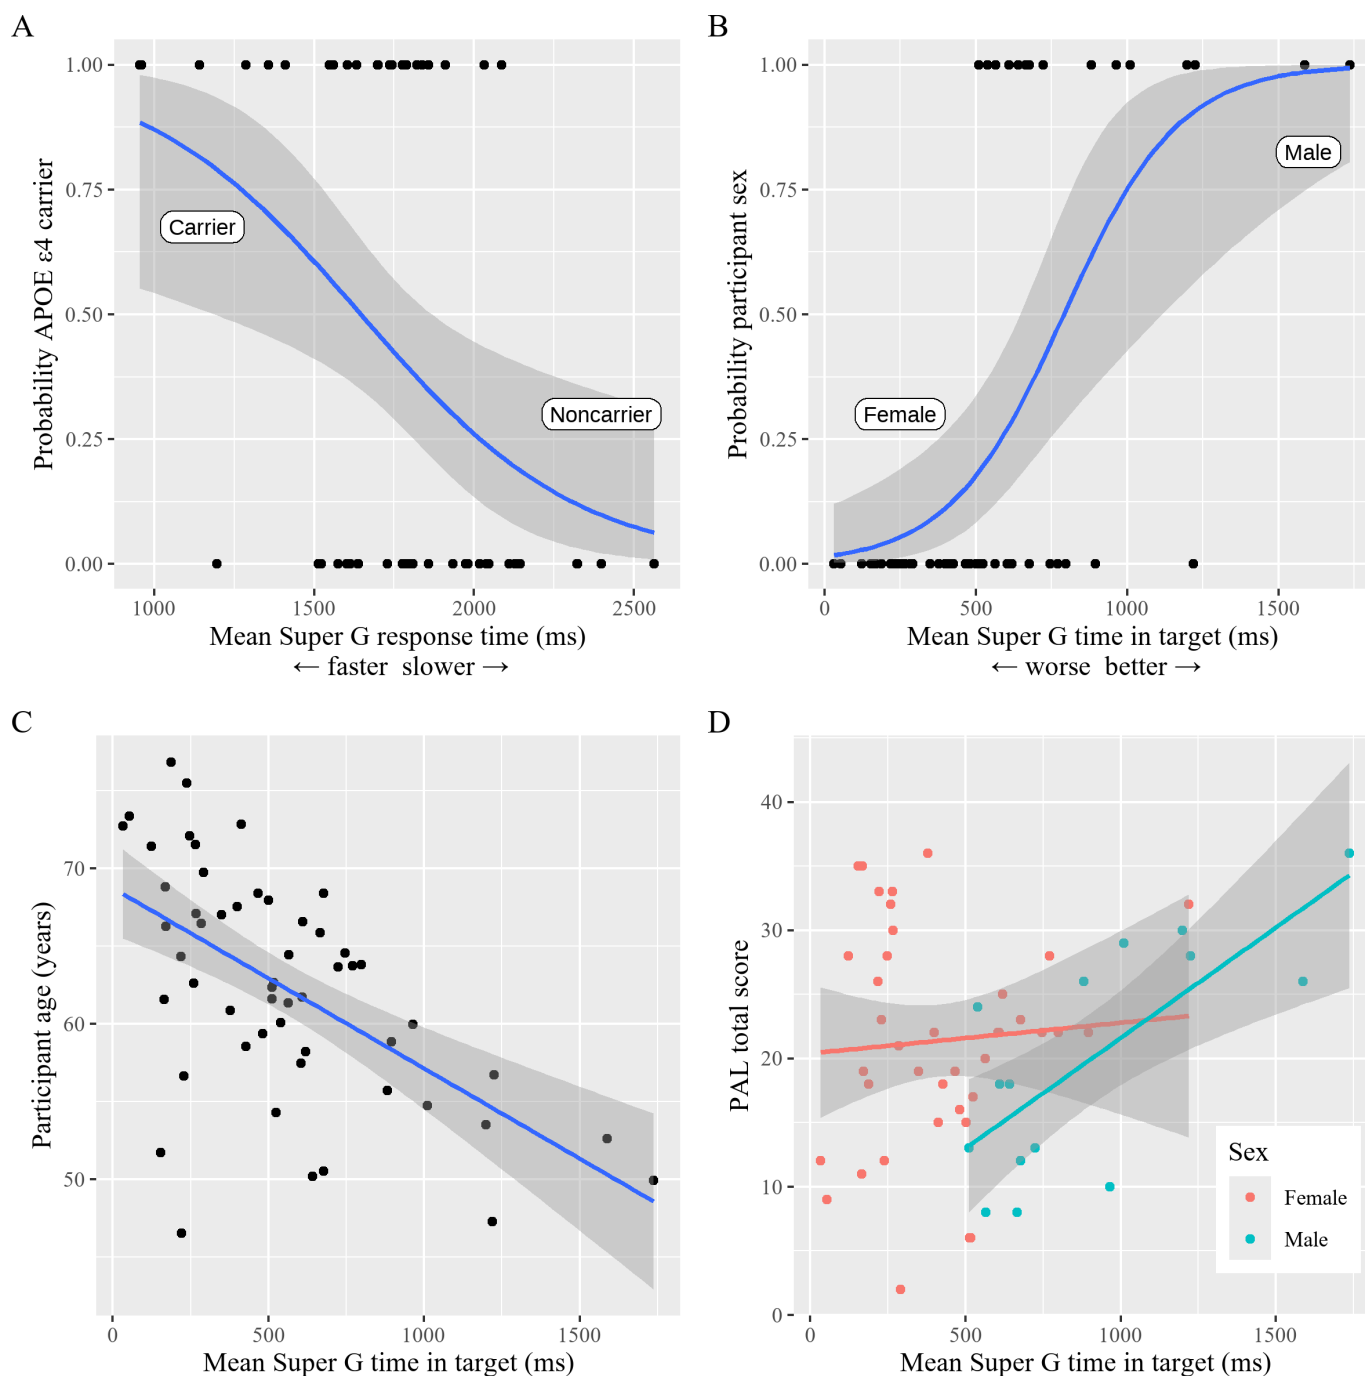 A
Probability APOE ε4 carrier
1.00
0.75
0.50
0.25
0.00
Carrier
Noncarrier
1000 1500 2000 2500
Mean Super G response time (ms)
← faster slower →
B
Probability participant sex
1.00
0.75
0.50
0.25
0.00
Male
Female
0 500 1000 1500
Mean Super G time in target (ms)
← worse better →
C
Participant age (years)
70
60
50
0 500 1000 1500
Mean Super G time in target (ms)
D
PAL total score
40
30
20
10
0
Sex
Female
Male
0 500 1000 1500
Mean Super G time in target (ms)